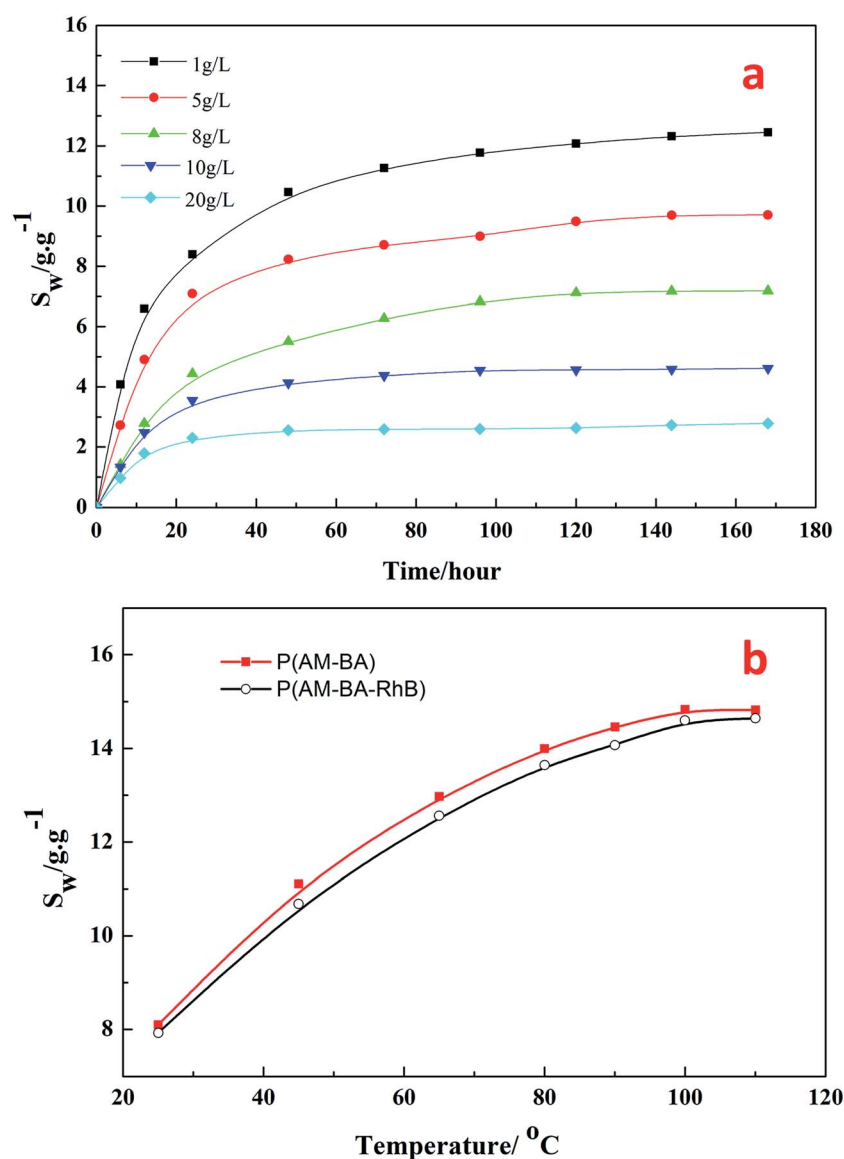 a
1g/L
5g/L
8g/L
10g/L
20g/L
16
14
12
10
8
6
4
2
0
S_w/g.g^-1
0 20 40 60 80 100 120 140 160 180
Time/hour
b
P(AM-BA)
P(AM-BA-RhB)
16
14
12
10
8
S_w/g.g^-1
20 40 60 80 100 120
Temperature/ °C